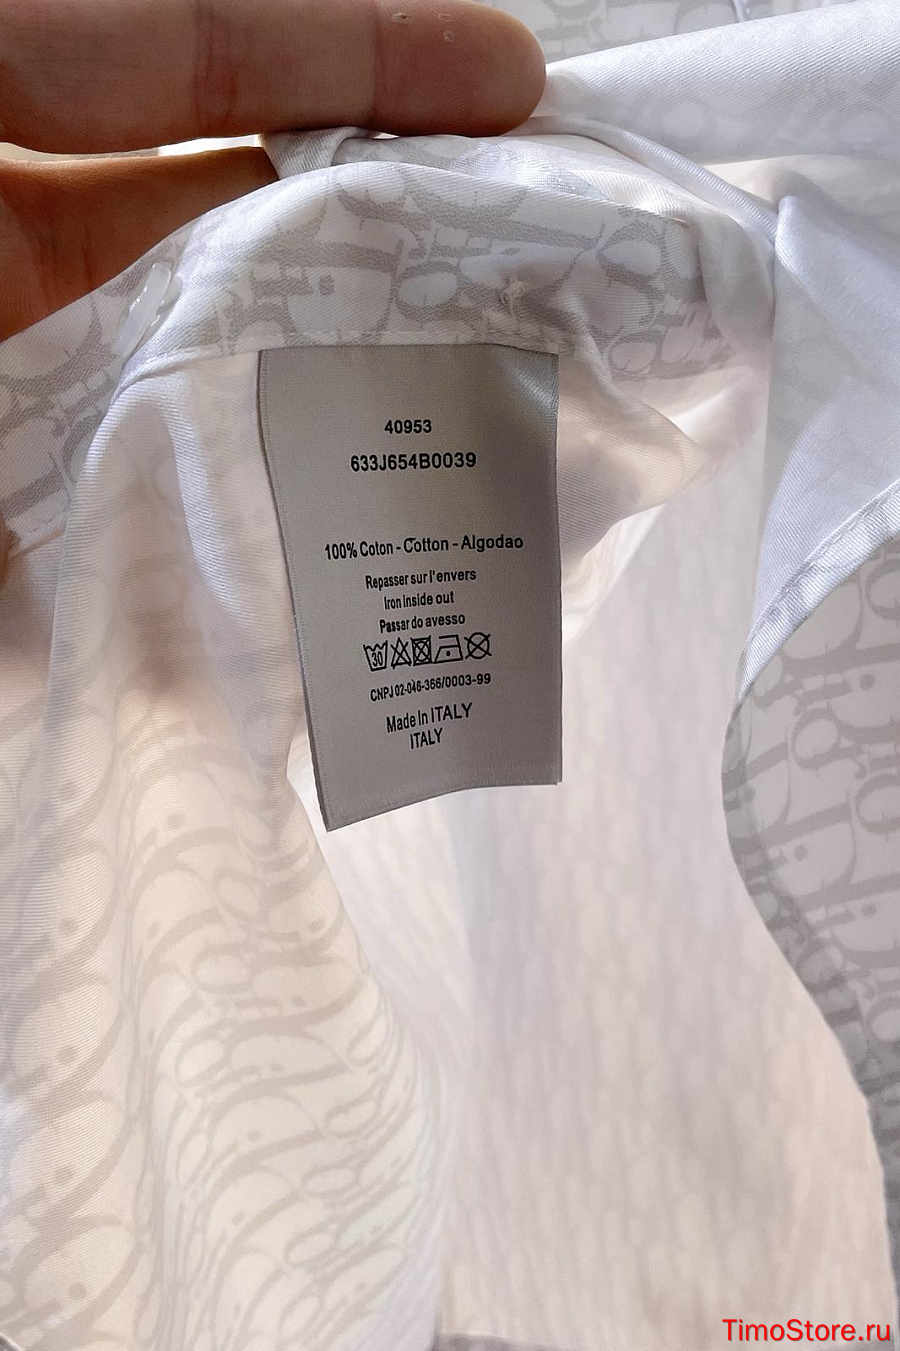 40953
633J654B0039
100% Coton - Cotton - Algodao
Repasser sur l'envers
Iron inside out
Passar do avesso
30
CNPJ 02-046-366/0003-99
Made in ITALY
ITALY
TimoStore.ru